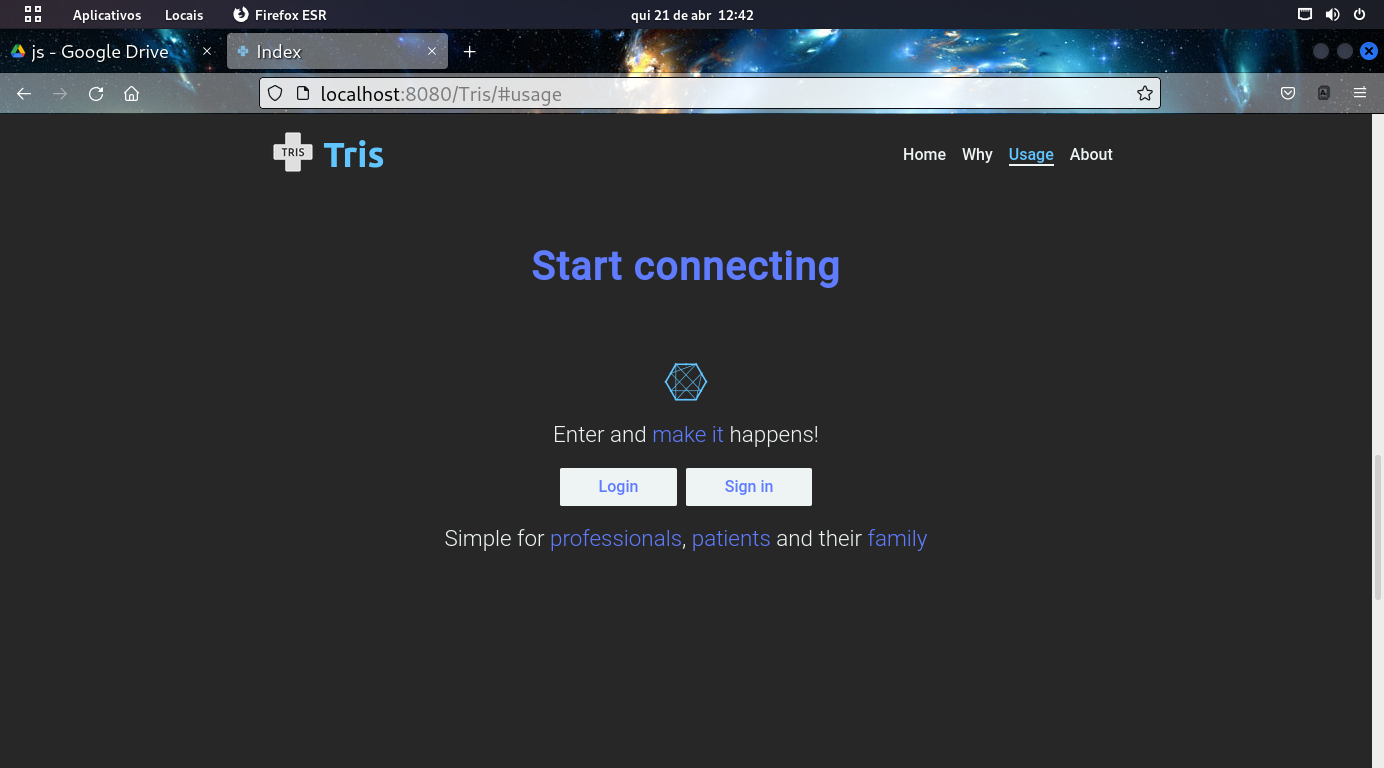 Aplicativos Locais Firefox ESR qui 21 de abr 12:42
js - Google Drive Index
localhost:8080/Tris/#usage
TRIS Tris Home Why Usage About
Start connecting
Enter and make it happens!
Login Sign in
Simple for professionals, patients and their family